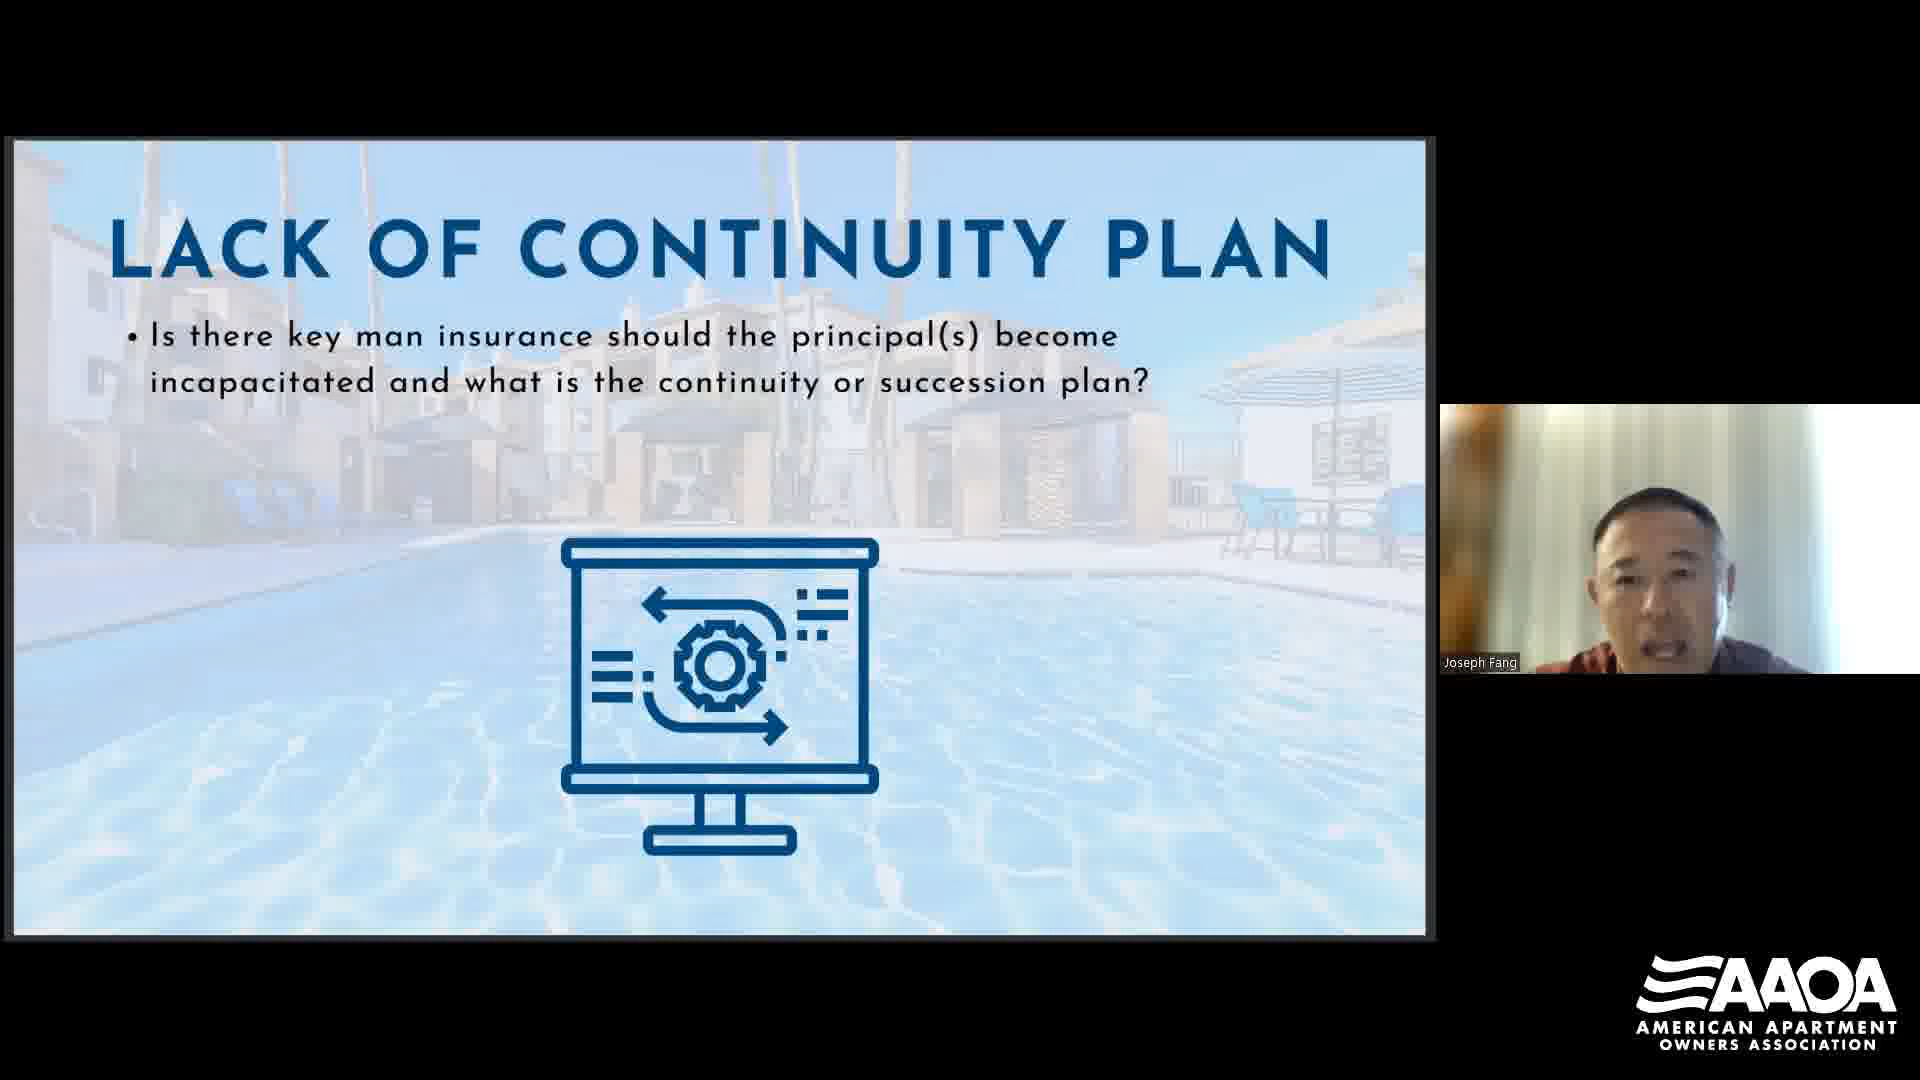 LACK OF CONTINUITY PLAN
• Is there key man insurance should the principal(s) become
incapacitated and what is the continuity or succession plan?
Joseph Fang
AAOA
AMERICAN APARTMENT
OWNERS ASSOCIATION